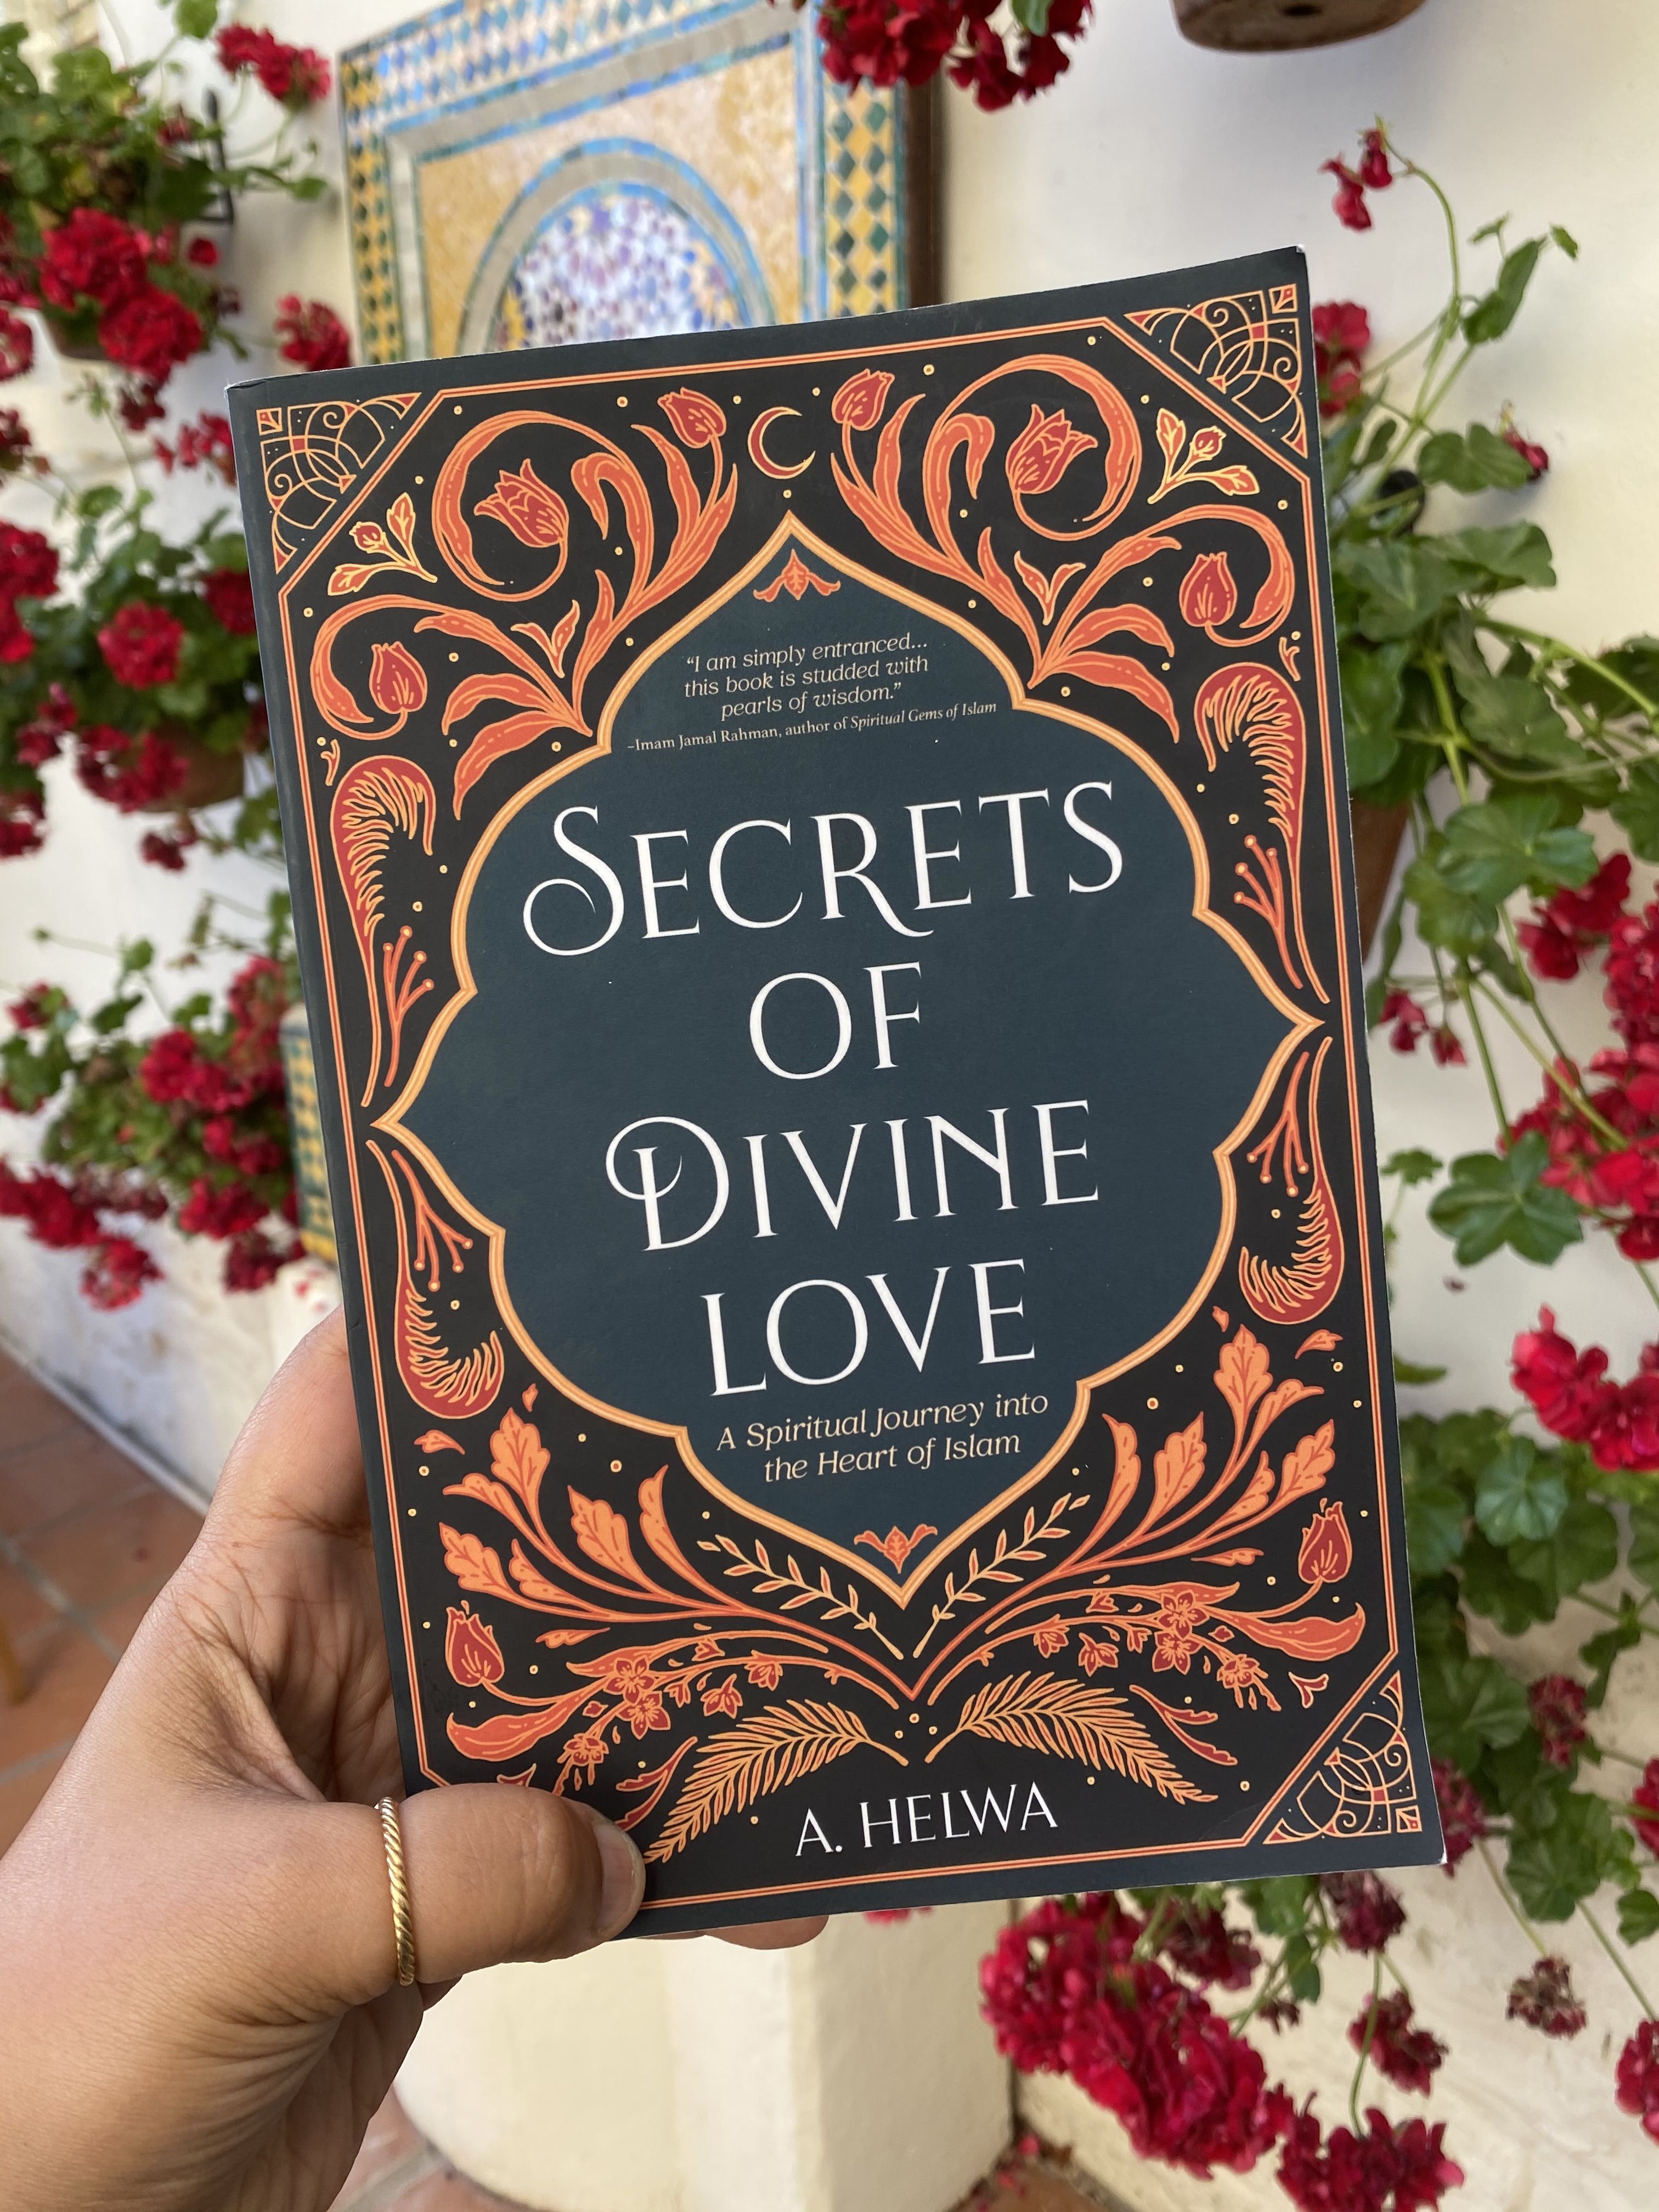 “I am simply entranced...
this book is studded with
pearls of wisdom.”
–Imam Jamal Rahman, author of Spiritual Gems of Islam
SECRETS
OF
DIVINE
LOVE
A Spiritual Journey into
the Heart of Islam
A. HELWA